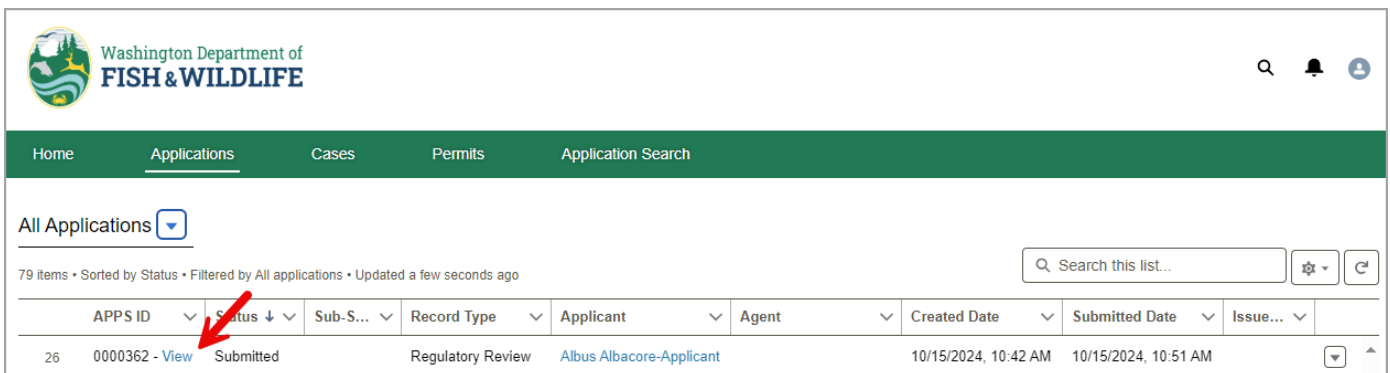 Washington Department of
FISH & WILDLIFE
Home Applications Cases Permits Application Search
All Applications
79 items • Sorted by Status • Filtered by All applications • Updated a few seconds ago
Search this list...
APPS ID Status Sub-S... Record Type Applicant Agent Created Date Submitted Date Issue...
26 0000362 - View Submitted Regulatory Review Albus Albacore-Applicant 10/15/2024, 10:42 AM 10/15/2024, 10:51 AM